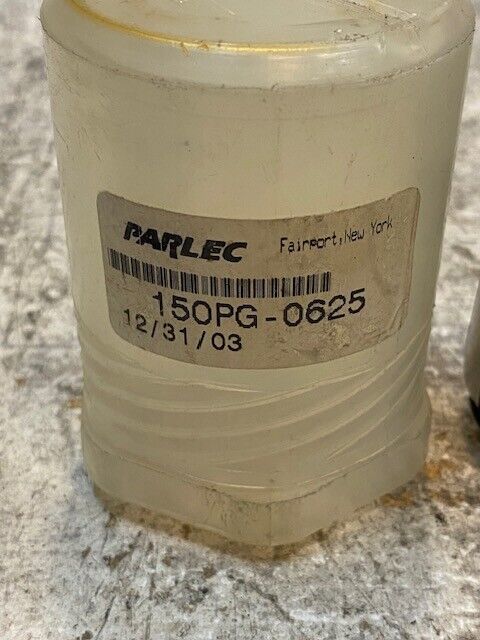 PARLEC Fairport, New York
150PG-0625
12/31/03